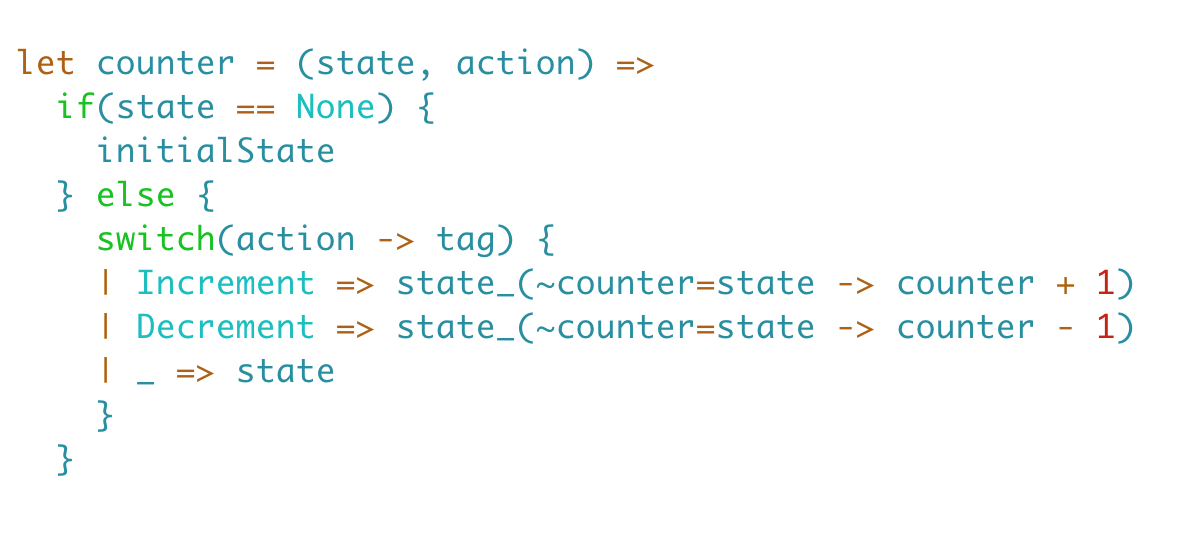 let counter = (state, action) =>
  if(state == None) {
    initialState
  } else {
    switch(action -> tag) {
    | Increment => state_(~counter=state -> counter + 1)
    | Decrement => state_(~counter=state -> counter - 1)
    | _ => state
    }
  }